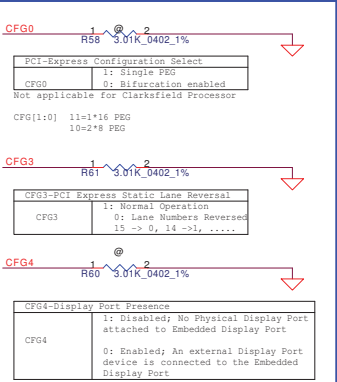 CFG0 1 @ 2
R58 3.01K_0402_1%
PCI-Express Configuration Select
CFG0
1: Single PEG
0: Bifurcation enabled
Not applicable for Clarksfield Processor
CFG[1:0] 11=1*16 PEG
10=2*8 PEG
CFG3 1 2
R61 3.01K_0402_1%
CFG3-PCI Express Static Lane Reversal
CFG3
1: Normal Operation
0: Lane Numbers Reversed
15 -> 0, 14 ->1, .....
@
CFG4 1 2
R60 3.01K_0402_1%
CFG4-Display Port Presence
CFG4
1: Disabled; No Physical Display Port
attached to Embedded Display Port
0: Enabled; An external Display Port
device is connected to the Embedded
Display Port